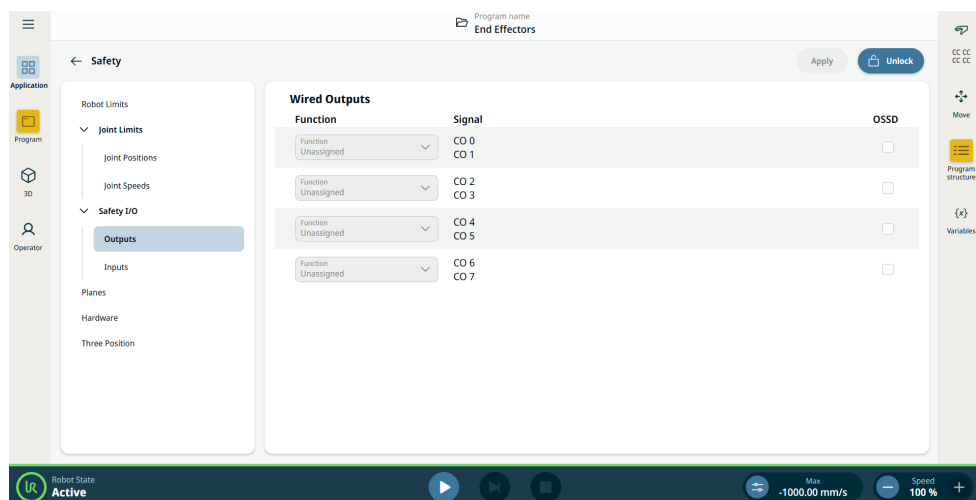 Program name
End Effectors
Safety
Apply
Unlock
Application
Program
3D
Operator
Robot Limits
Joint Limits
Joint Positions
Joint Speeds
Safety I/O
Outputs
Inputs
Planes
Hardware
Three Position
Wired Outputs
Function
Signal
OSSD
Function
Unassigned
CO 0
CO 1
Function
Unassigned
CO 2
CO 3
Function
Unassigned
CO 4
CO 5
Function
Unassigned
CO 6
CO 7
CC CC
CC CC
Move
Program
structure
{x}
Variables
UR
Robot State
Active
Max
-1000.00 mm/s
Speed
100 %